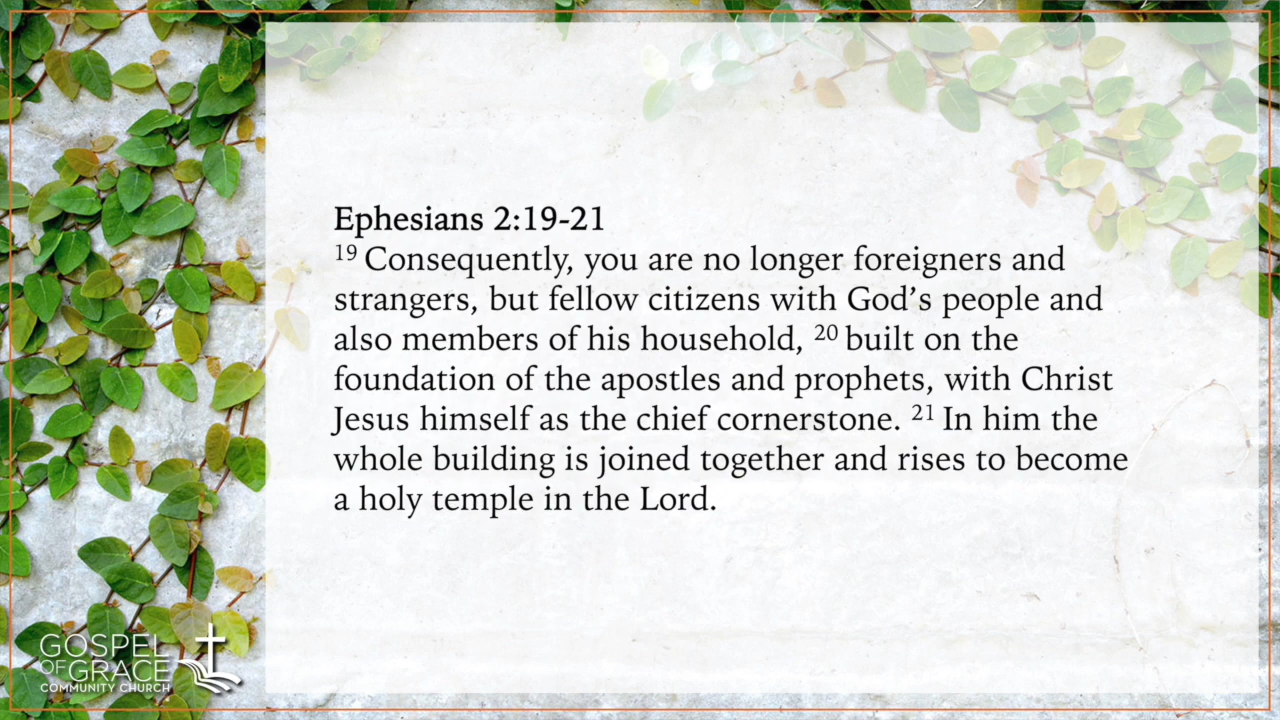 Ephesians 2:19-21
19 Consequently, you are no longer foreigners and
strangers, but fellow citizens with God’s people and
also members of his household, 20 built on the
foundation of the apostles and prophets, with Christ
Jesus himself as the chief cornerstone. 21 In him the
whole building is joined together and rises to become
a holy temple in the Lord.
GOSPEL
OF GRACE
COMMUNITY CHURCH